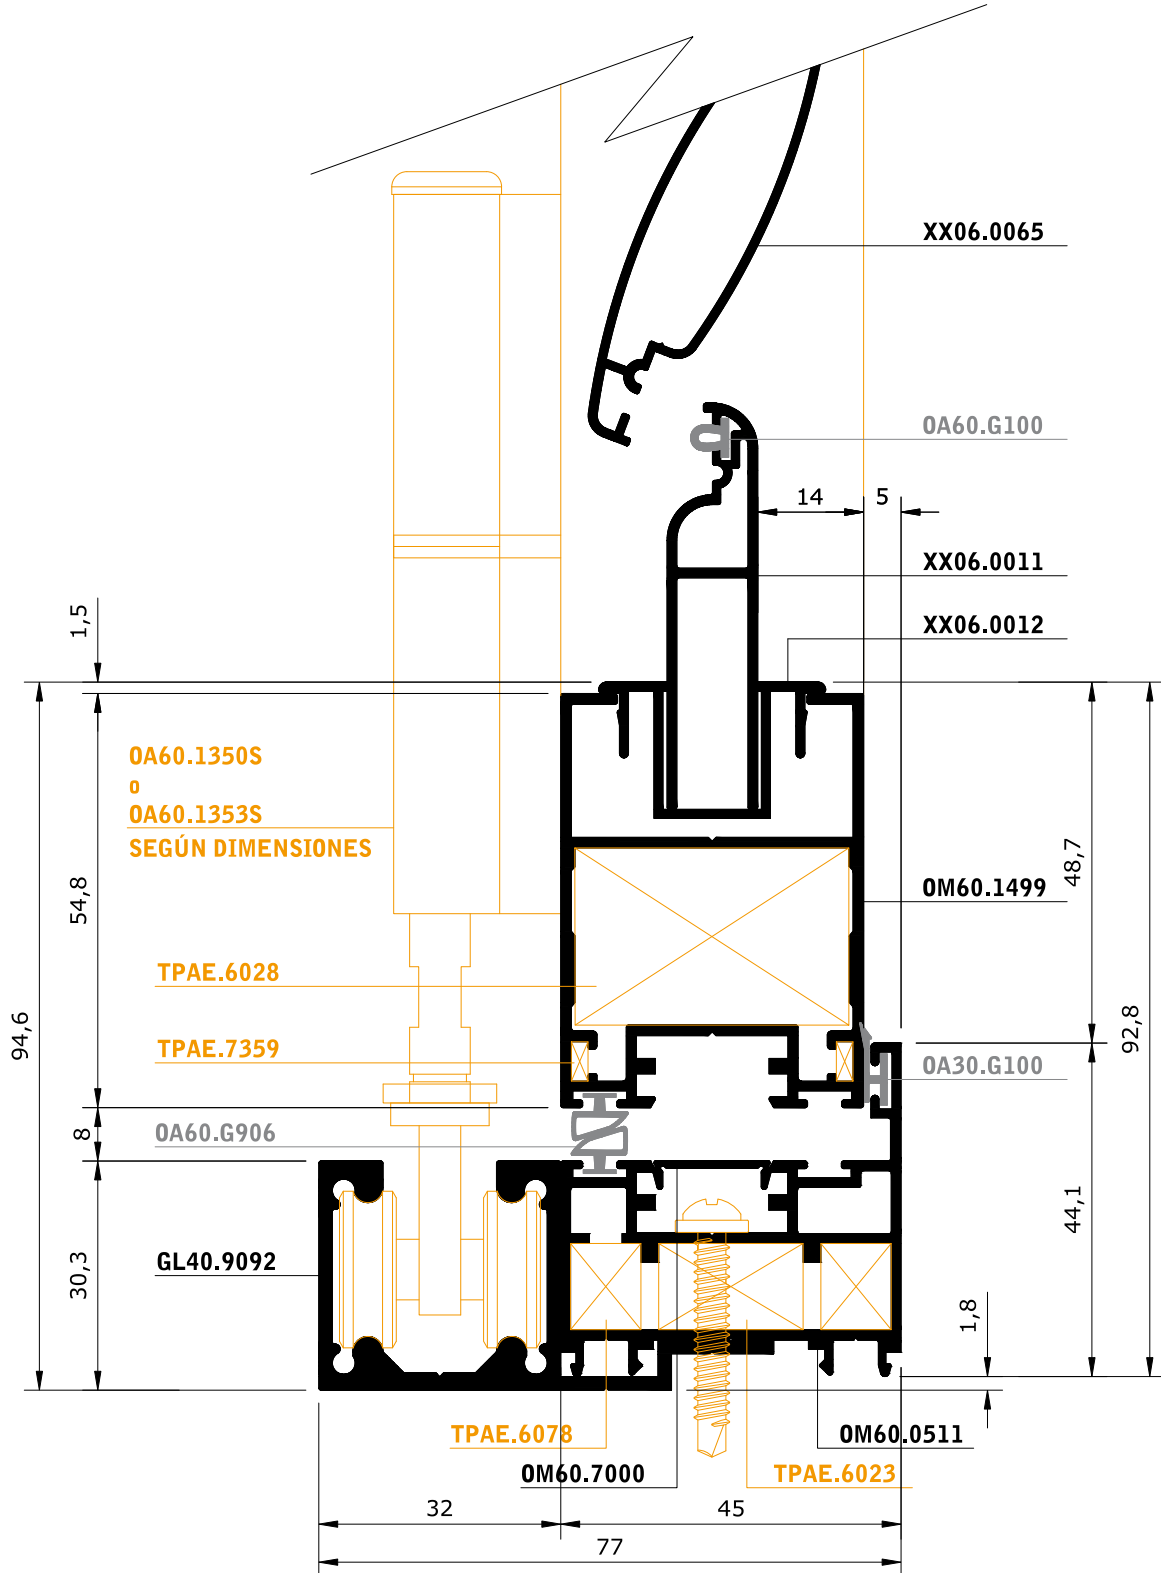 XX06.0065
OA60.G100
14
5
XX06.0011
1,5
XX06.0012
OA60.1350S
o
OA60.1353S
SEGÚN DIMENSIONES
54,8
48,7
OM60.1499
TPAE.6028
94,6
92,8
TPAE.7359
OA30.G100
8
OA60.G906
44,1
GL40.9092
30,3
1,8
TPAE.6078
OM60.0511
OM60.7000
TPAE.6023
32
45
77